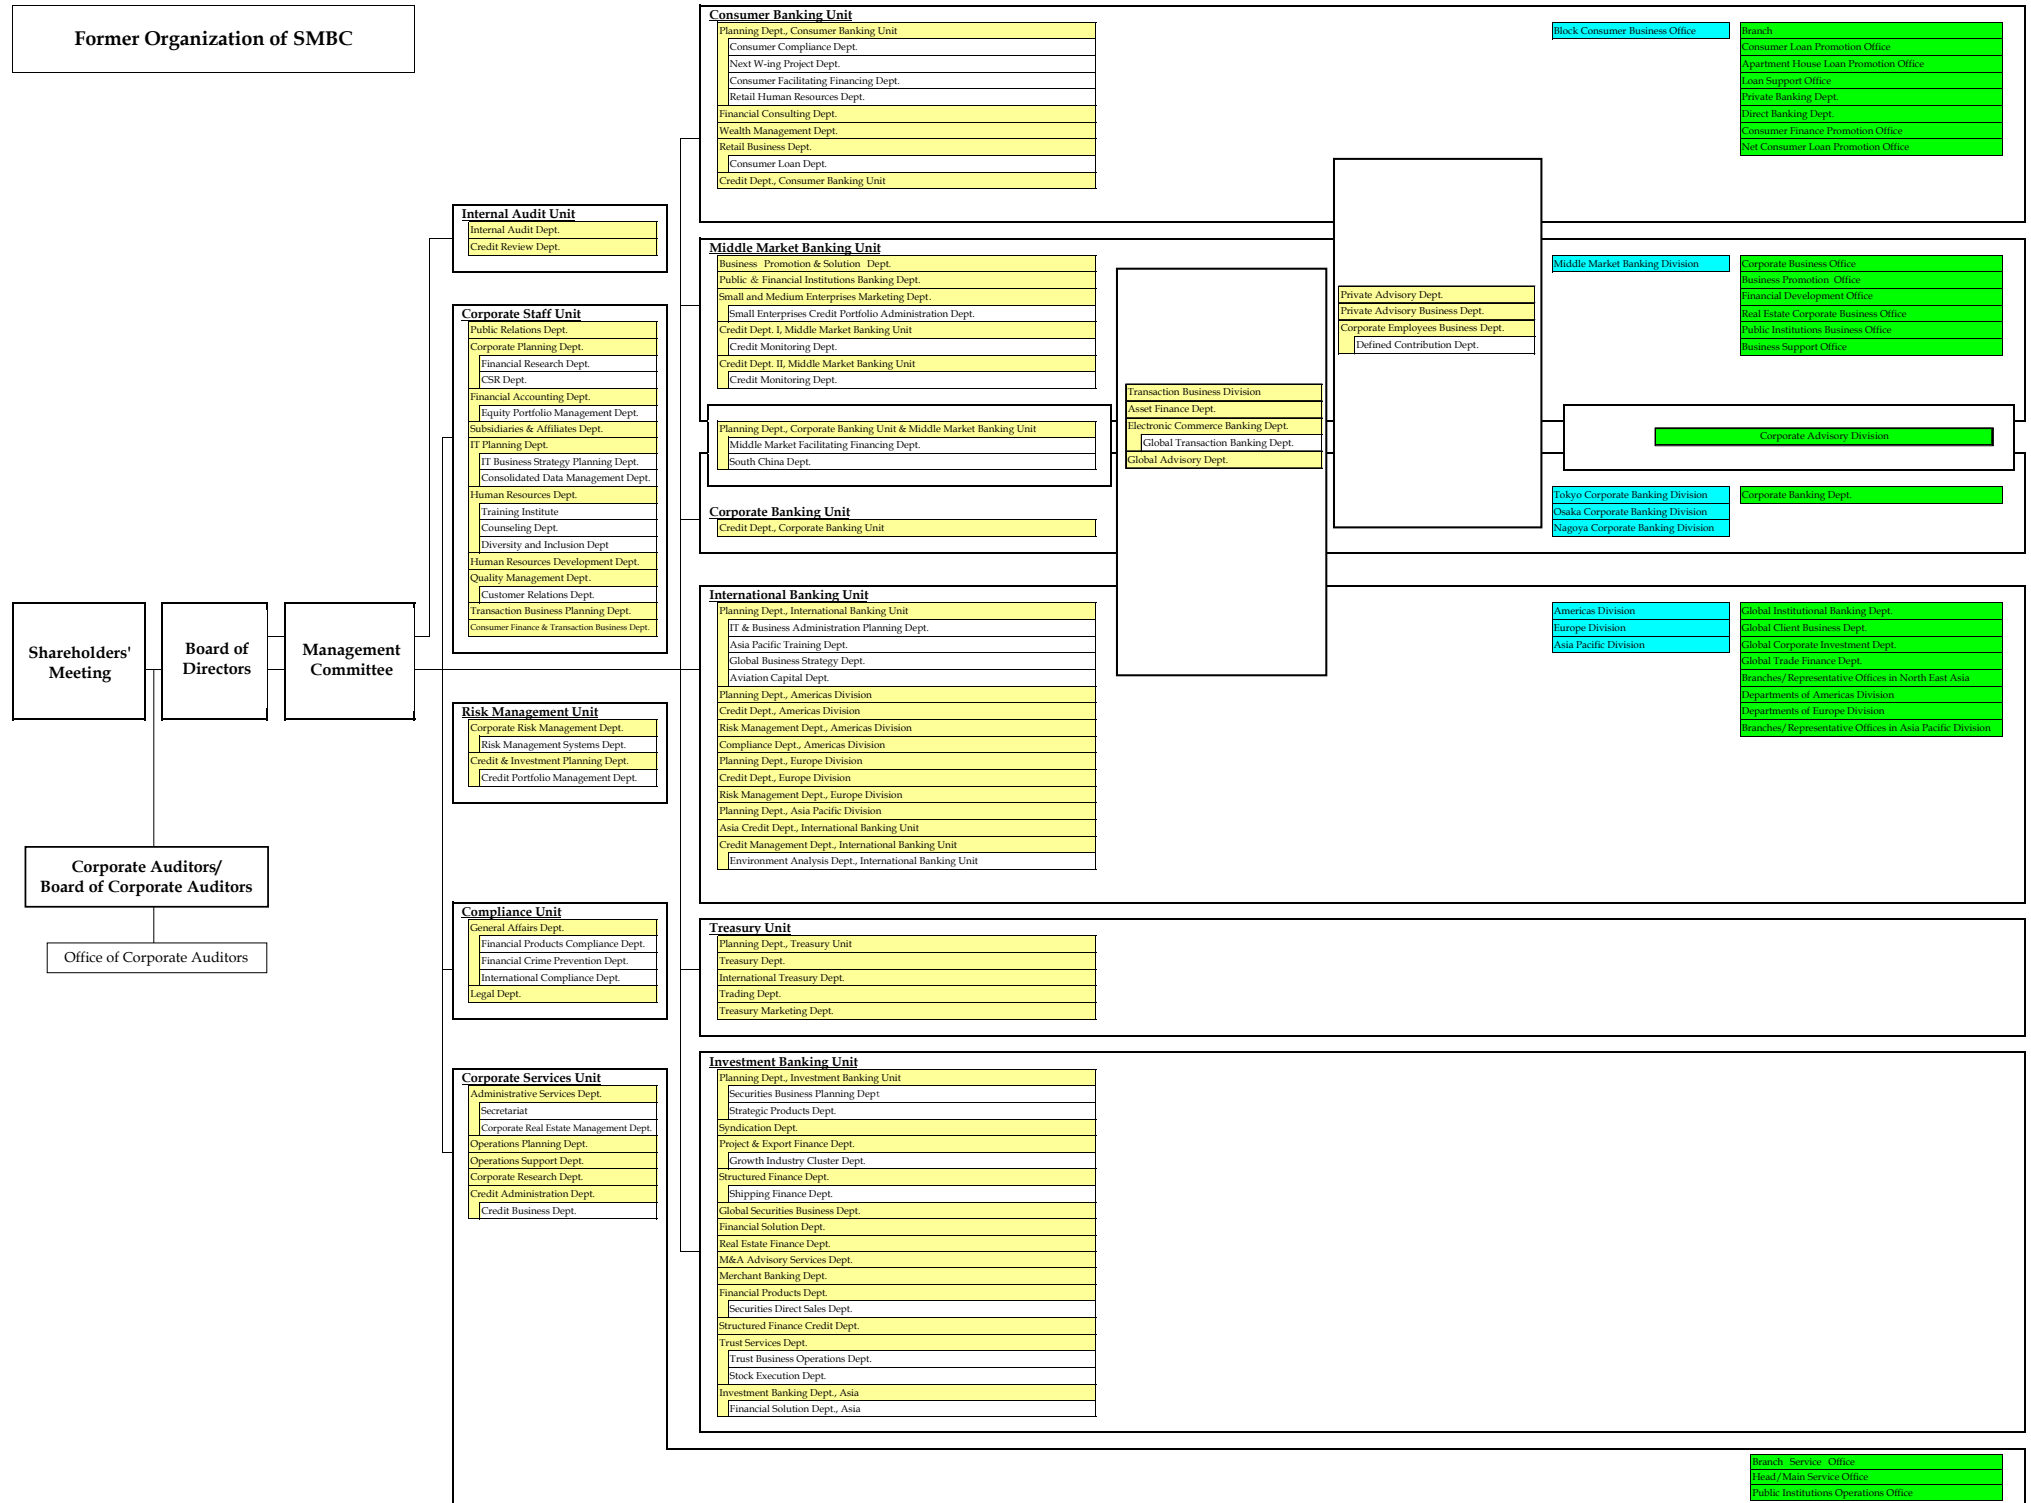 Former Organization of SMBC
Shareholders'
Meeting
Board of
Directors
Management
Committee
Corporate Auditors/
Board of Corporate Auditors
Office of Corporate Auditors
Internal Audit Unit
Internal Audit Dept.
Credit Review Dept.
Corporate Staff Unit
Public Relations Dept.
Corporate Planning Dept.
Financial Research Dept.
CSR Dept.
Financial Accounting Dept.
Equity Portfolio Management Dept.
Subsidiaries & Affiliates Dept.
IT Planning Dept.
IT Business Strategy Planning Dept.
Consolidated Data Management Dept.
Human Resources Dept.
Training Institute
Counseling Dept.
Diversity and Inclusion Dept
Human Resources Development Dept.
Quality Management Dept.
Customer Relations Dept.
Transaction Business Planning Dept.
Consumer Finance & Transaction Business Dept.
Risk Management Unit
Corporate Risk Management Dept.
Risk Management Systems Dept.
Credit & Investment Planning Dept.
Credit Portfolio Management Dept.
Compliance Unit
General Affairs Dept.
Financial Products Compliance Dept.
Financial Crime Prevention Dept.
International Compliance Dept.
Legal Dept.
Corporate Services Unit
Administrative Services Dept.
Secretariat
Corporate Real Estate Management Dept.
Operations Planning Dept.
Operations Support Dept.
Corporate Research Dept.
Credit Administration Dept.
Credit Business Dept.
Consumer Banking Unit
Planning Dept., Consumer Banking Unit
Consumer Compliance Dept.
Next W-ing Project Dept.
Consumer Facilitating Financing Dept.
Retail Human Resources Dept.
Financial Consulting Dept.
Wealth Management Dept.
Retail Business Dept.
Consumer Loan Dept.
Credit Dept., Consumer Banking Unit
Block Consumer Business Office
Branch
Consumer Loan Promotion Office
Apartment House Loan Promotion Office
Loan Support Office
Private Banking Dept.
Direct Banking Dept.
Consumer Finance Promotion Office
Net Consumer Loan Promotion Office
Middle Market Banking Unit
Business Promotion & Solution Dept.
Public & Financial Institutions Banking Dept.
Small and Medium Enterprises Marketing Dept.
Small Enterprises Credit Portfolio Administration Dept.
Credit Dept. I, Middle Market Banking Unit
Credit Monitoring Dept.
Credit Dept. II, Middle Market Banking Unit
Credit Monitoring Dept.
Planning Dept., Corporate Banking Unit & Middle Market Banking Unit
Middle Market Facilitating Financing Dept.
South China Dept.
Corporate Banking Unit
Credit Dept., Corporate Banking Unit
Transaction Business Division
Asset Finance Dept.
Electronic Commerce Banking Dept.
Global Transaction Banking Dept.
Global Advisory Dept.
Private Advisory Dept.
Private Advisory Business Dept.
Corporate Employees Business Dept.
Defined Contribution Dept.
Middle Market Banking Division
Corporate Business Office
Business Promotion Office
Financial Development Office
Real Estate Corporate Business Office
Public Institutions Business Office
Business Support Office
Corporate Advisory Division
Tokyo Corporate Banking Division
Osaka Corporate Banking Division
Nagoya Corporate Banking Division
Corporate Banking Dept.
International Banking Unit
Planning Dept., International Banking Unit
IT & Business Administration Planning Dept.
Asia Pacific Training Dept.
Global Business Strategy Dept.
Aviation Capital Dept.
Planning Dept., Americas Division
Credit Dept., Americas Division
Risk Management Dept., Americas Division
Compliance Dept., Americas Division
Planning Dept., Europe Division
Credit Dept., Europe Division
Risk Management Dept., Europe Division
Planning Dept., Asia Pacific Division
Asia Credit Dept., International Banking Unit
Credit Management Dept., International Banking Unit
Environment Analysis Dept., International Banking Unit
Americas Division
Europe Division
Asia Pacific Division
Global Institutional Banking Dept.
Global Client Business Dept.
Global Corporate Investment Dept.
Global Trade Finance Dept.
Branches/Representative Offices in North East Asia
Departments of Americas Division
Departments of Europe Division
Branches/Representative Offices in Asia Pacific Division
Treasury Unit
Planning Dept., Treasury Unit
Treasury Dept.
International Treasury Dept.
Trading Dept.
Treasury Marketing Dept.
Investment Banking Unit
Planning Dept., Investment Banking Unit
Securities Business Planning Dept
Strategic Products Dept.
Syndication Dept.
Project & Export Finance Dept.
Growth Industry Cluster Dept.
Structured Finance Dept.
Shipping Finance Dept.
Global Securities Business Dept.
Financial Solution Dept.
Real Estate Finance Dept.
M&A Advisory Services Dept.
Merchant Banking Dept.
Financial Products Dept.
Securities Direct Sales Dept.
Structured Finance Credit Dept.
Trust Services Dept.
Trust Business Operations Dept.
Stock Execution Dept.
Investment Banking Dept., Asia
Financial Solution Dept., Asia
Branch Service Office
Head/Main Service Office
Public Institutions Operations Office